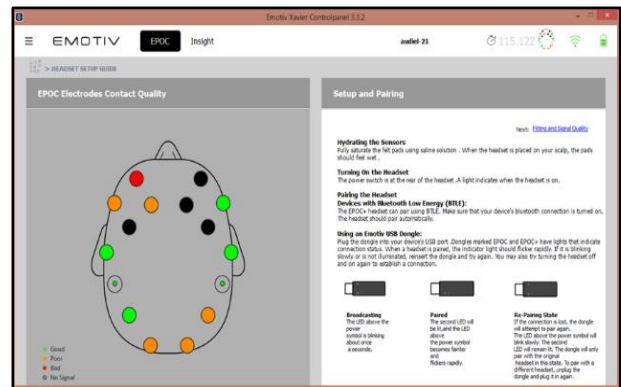 Emotiv Xavier Controlpanel 3.3.2
EMOTIV
EPOC
Insight
audiel-21
115.122
> HEADSET SETUP GUIDE
EPOC Electrodes Contact Quality
Good
Poor
Bad
No Signal
Setup and Pairing
Next: Fitting and Signal Quality
Hydrating the Sensors
Fully saturate the felt pads using saline solution . When the headset is placed on your scalp, the pads
should feel wet .
Turning On the Headset
The power switch is at the rear of the headset .A light indicates when the headset is on.
Pairing the Headset
Devices with Bluetooth Low Energy (BTLE):
The EPOC+ headset can pair using BTLE. Make sure that your device's bluetooth connection is turned on.
The headset should pair automatically.
Using an Emotiv USB Dongle:
Plug the dongle into your device's USB port .Dongles marked EPOC and EPOC+ have lights that indicate
connection status. When a headset is paired, the indicator light should flicker rapidly. If it is blinking
slowly or is not illuminated, reinsert the dongle and try again. You may also try turning the headset off
and on again to establish a connection.
Broadcasting
The LED above the
power
symbol is blinking
about once
a seconde.
Paired
The second LED will
be lit,and the LED
above
the power symbol
becomes fainter
and
flickers rapidly.
Re-Pairing State
If the connection is lost, the dongle
will attempt to pair again.
The LED above the power symbol will
blink slowly. The second
LED will remain lit. The dongle will only
pair with the original
headset in this state. To pair with a
different headset, unplug the
dongle and plug it in again.